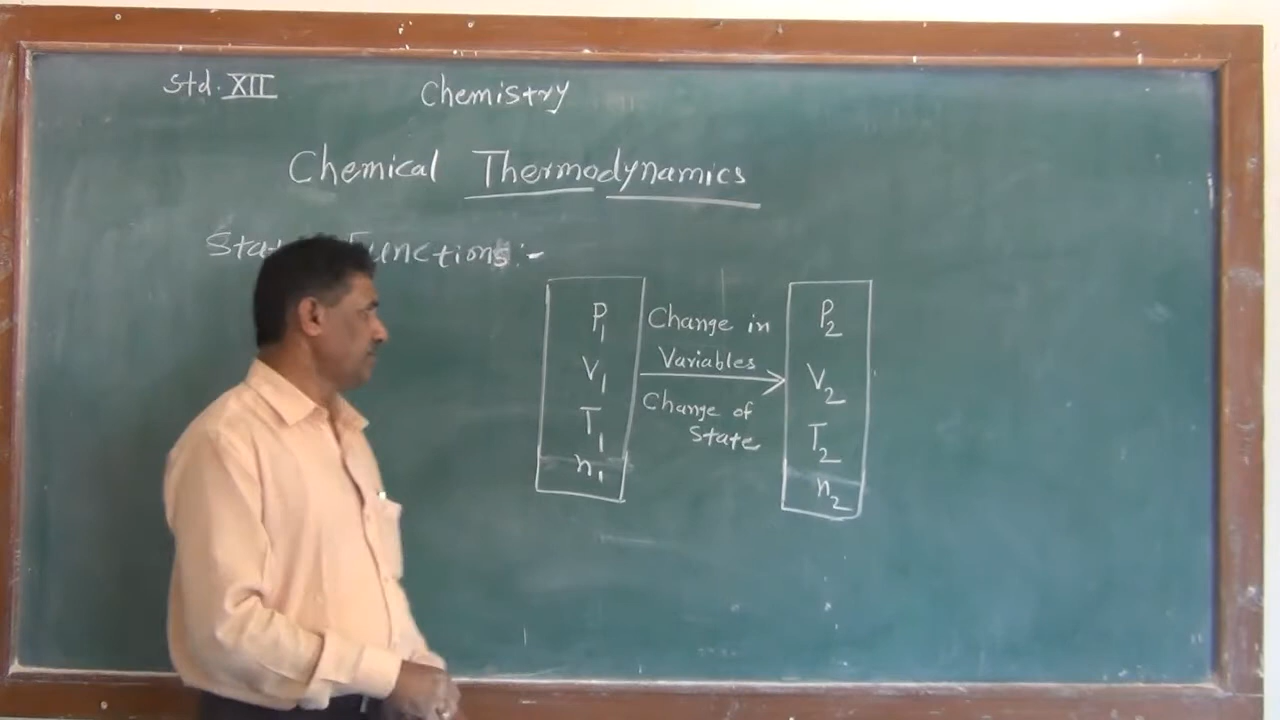 Std. XII
Chemistry
Chemical Thermodynamics
Functions:-
P1
V1
T1
n1
Change in
Variables
Change of
State
P2
V2
T2
n2